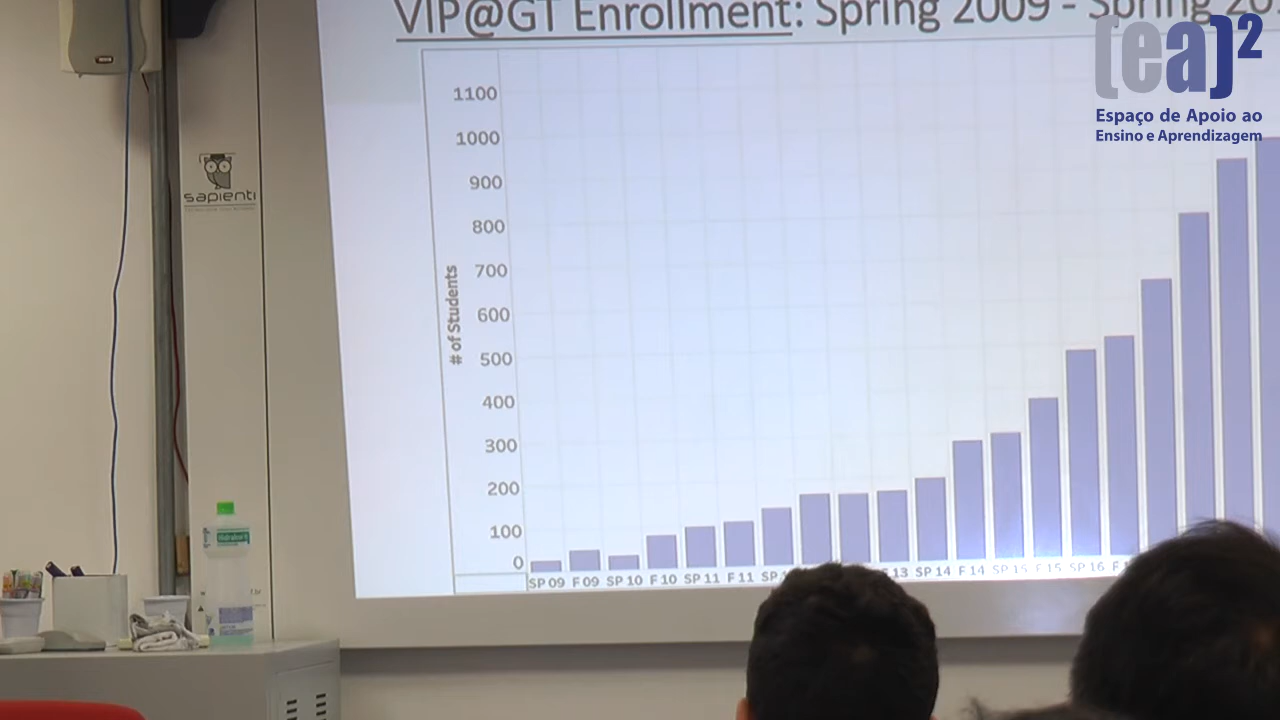 VIP@GT Enrollment: Spring 2009 - Spring
[ea]²
Espaço de Apoio ao
Ensino e Aprendizagem
sapienti
# of Students
1100
1000
900
800
700
600
500
400
300
200
100
0
SP 09 F 09 SP 10 F 10 SP 11 F 11 SP 13 SP 14 F 14 SP 15 F 15 SP 16